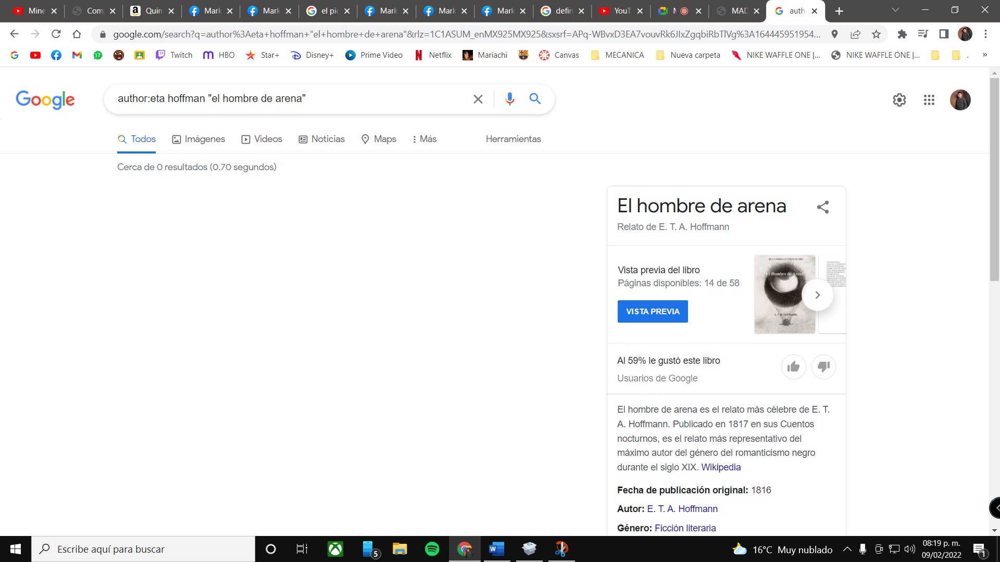 Mine
Com
Quim
Mark
Mark
el pic
Mark
Mark
Mark
defin
YouT
M
MAD
auth
google.com/search?q=author%3Aeta+hoffman+"el+hombre+de+arena"&rlz=1C1ASUM_enMX925MX925&sxsrf=APq-WBvxD3EA7vouvRk6JIxZgqbiRbTlVg%3A164445951954...
Twitch
HBO
Star+
Disney+
Prime Video
Netflix
Mariachi
Canvas
MECANICA
Nueva carpeta
NIKE WAFFLE ONE |...
NIKE WAFFLE ONE |...
.
»
Google
author:eta hoffman "el hombre de arena"
Todos
Imágenes
Videos
Noticias
Maps
Más
Herramientas
Cerca de 0 resultados (0.70 segundos)
El hombre de arena
Relato de E. T. A. Hoffmann
Vista previa del libro
Páginas disponibles: 14 de 58
VISTA PREVIA
El Hombre de Arena
Al 59% le gustó este libro
Usuarios de Google
El hombre de arena es el relato más célebre de E. T.
A. Hoffmann. Publicado en 1817 en sus Cuentos
nocturnos, es el relato más representativo del
máximo autor del género del romanticismo negro
durante el siglo XIX. Wikipedia
Fecha de publicación original: 1816
Autor: E. T. A. Hoffmann
Género: Ficción literaria
Escribe aquí para buscar
5
16°C Muy nublado
08:19 p. m.
09/02/2022
1